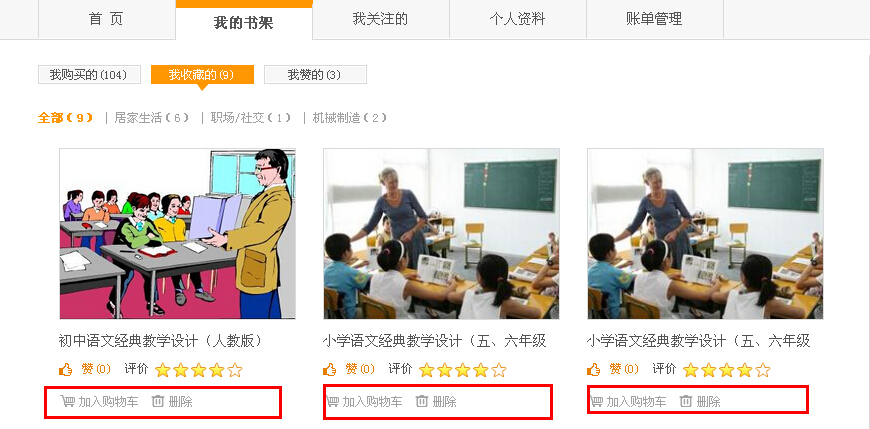 首 页 我的书架 我关注的 个人资料 账单管理
我购买的(104) 我收藏的(9) 我赞的(3)
全部(9) | 居家生活(6) | 职场/社交(1) | 机械制造(2)
初中语文经典教学设计（人教版） 小学语文经典教学设计（五、六年级 小学语文经典教学设计（五、六年级
赞(0) 评价 赞(0) 评价 赞(0) 评价
加入购物车 删除 加入购物车 删除 加入购物车 删除